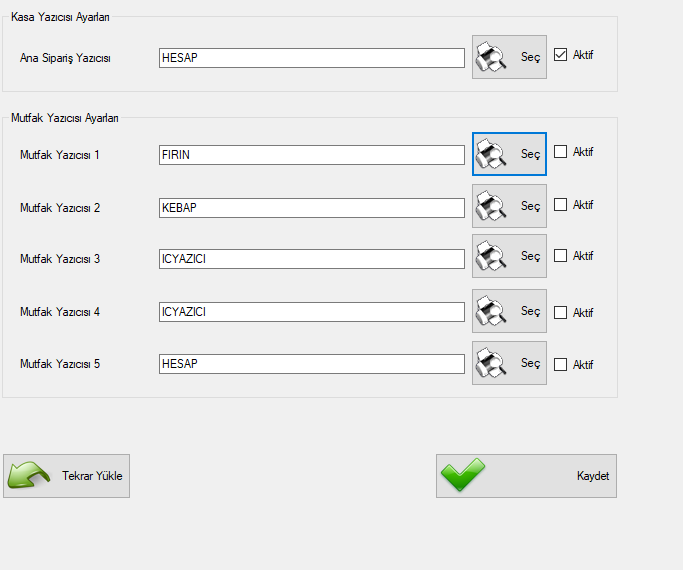 Kasa Yazıcısı Ayarları
Ana Sipariş Yazıcısı HESAP Seç Aktif
Mutfak Yazıcısı Ayarları
Mutfak Yazıcısı 1 FIRIN Seç Aktif
Mutfak Yazıcısı 2 KEBAP Seç Aktif
Mutfak Yazıcısı 3 ICYAZICI Seç Aktif
Mutfak Yazıcısı 4 ICYAZICI Seç Aktif
Mutfak Yazıcısı 5 HESAP Seç Aktif
Tekrar Yükle Kaydet